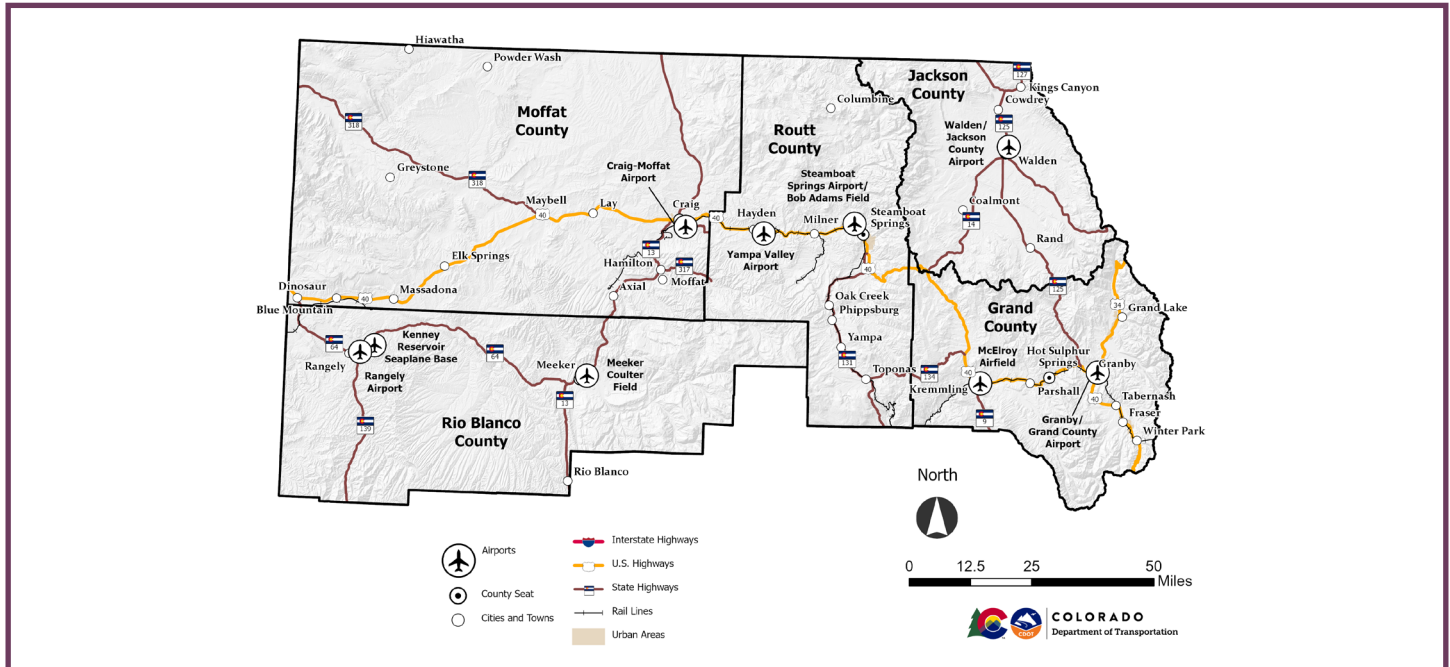 Hiawatha
Powder Wash
Moffat
County
318
Greystone
318
Craig-Moffat
Airport
Maybell
40
Lay
Craig
40
Elk Springs
13
Hamilton
317
Moffat
Axial
Dinosaur
40
Massadona
Blue Mountain
Columbine
Routt
County
Steamboat
Springs Airport/
Bob Adams Field
Hayden
Milner
Steamboat
Springs
Yampa Valley
Airport
40
Oak Creek
Phippsburg
Yampa
131
Toponas
134
Jackson
County
127
Kings Canyon
Cowdrey
125
Walden/
Jackson
County
Airport
Walden
Coalmont
14
Rand
125
Grand
County
34
Grand Lake
McElroy
Airfield
Hot Sulphur
Springs
Granby
40
Kremmling
Parshall
40
Tabernash
Fraser
Winter Park
9
Granby/
Grand County
Airport
64
Rangely
Kenney
Reservoir
Seaplane Base
Rangely
Airport
64
Meeker
Meeker
Coulter
Field
13
139
Rio Blanco
County
Rio Blanco
North
Airports
County Seat
Cities and Towns
Interstate Highways
U.S. Highways
State Highways
Rail Lines
Urban Areas
0 12.5 25 50
Miles
CDOT
COLORADO
Department of Transportation